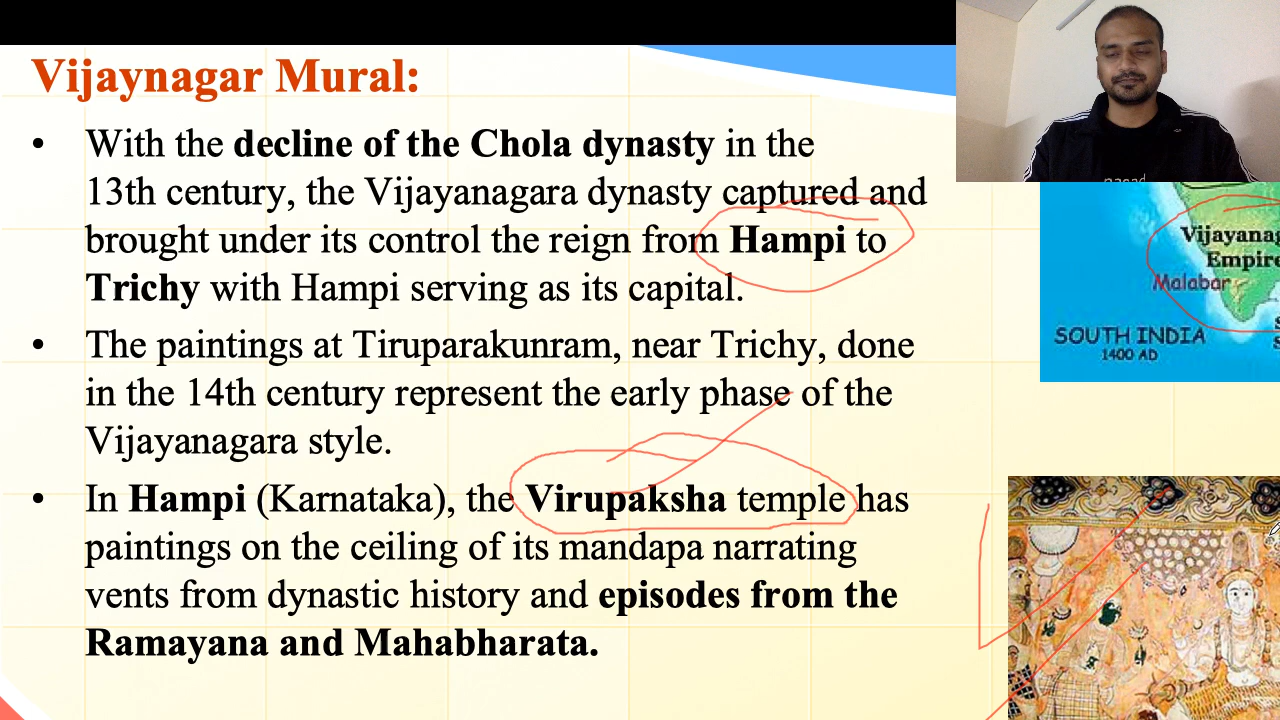 Vijaynagar Mural:
• With the decline of the Chola dynasty in the
13th century, the Vijayanagara dynasty captured and
brought under its control the reign from Hampi to
Trichy with Hampi serving as its capital.
• The paintings at Tiruparakunram, near Trichy, done
in the 14th century represent the early phase of the
Vijayanagara style.
• In Hampi (Karnataka), the Virupaksha temple has
paintings on the ceiling of its mandapa narrating
vents from dynastic history and episodes from the
Ramayana and Mahabharata.
Vijayanag
Empire
Malabar
SOUTH INDIA
1400 AD